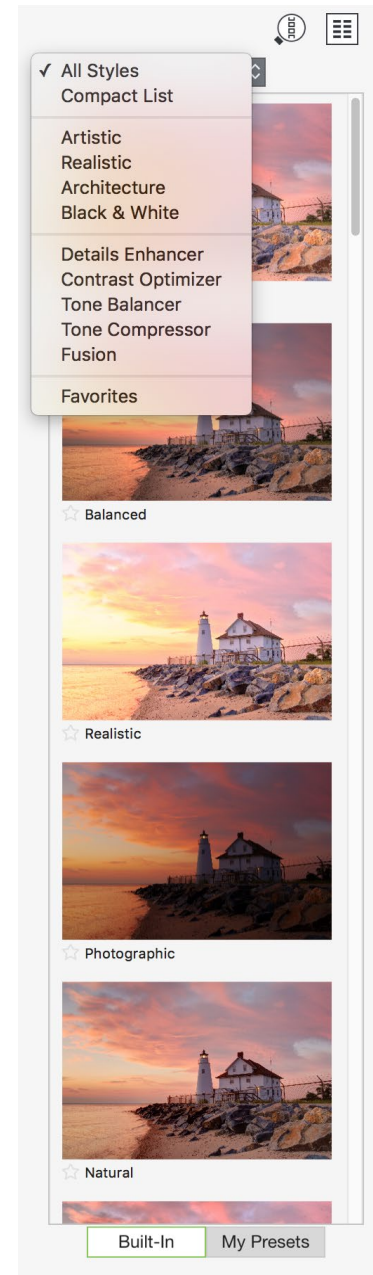 ✓ All Styles
Compact List
Artistic
Realistic
Architecture
Black & White
Details Enhancer
Contrast Optimizer
Tone Balancer
Tone Compressor
Fusion
Favorites
Balanced
Realistic
Photographic
Natural
Built-In My Presets